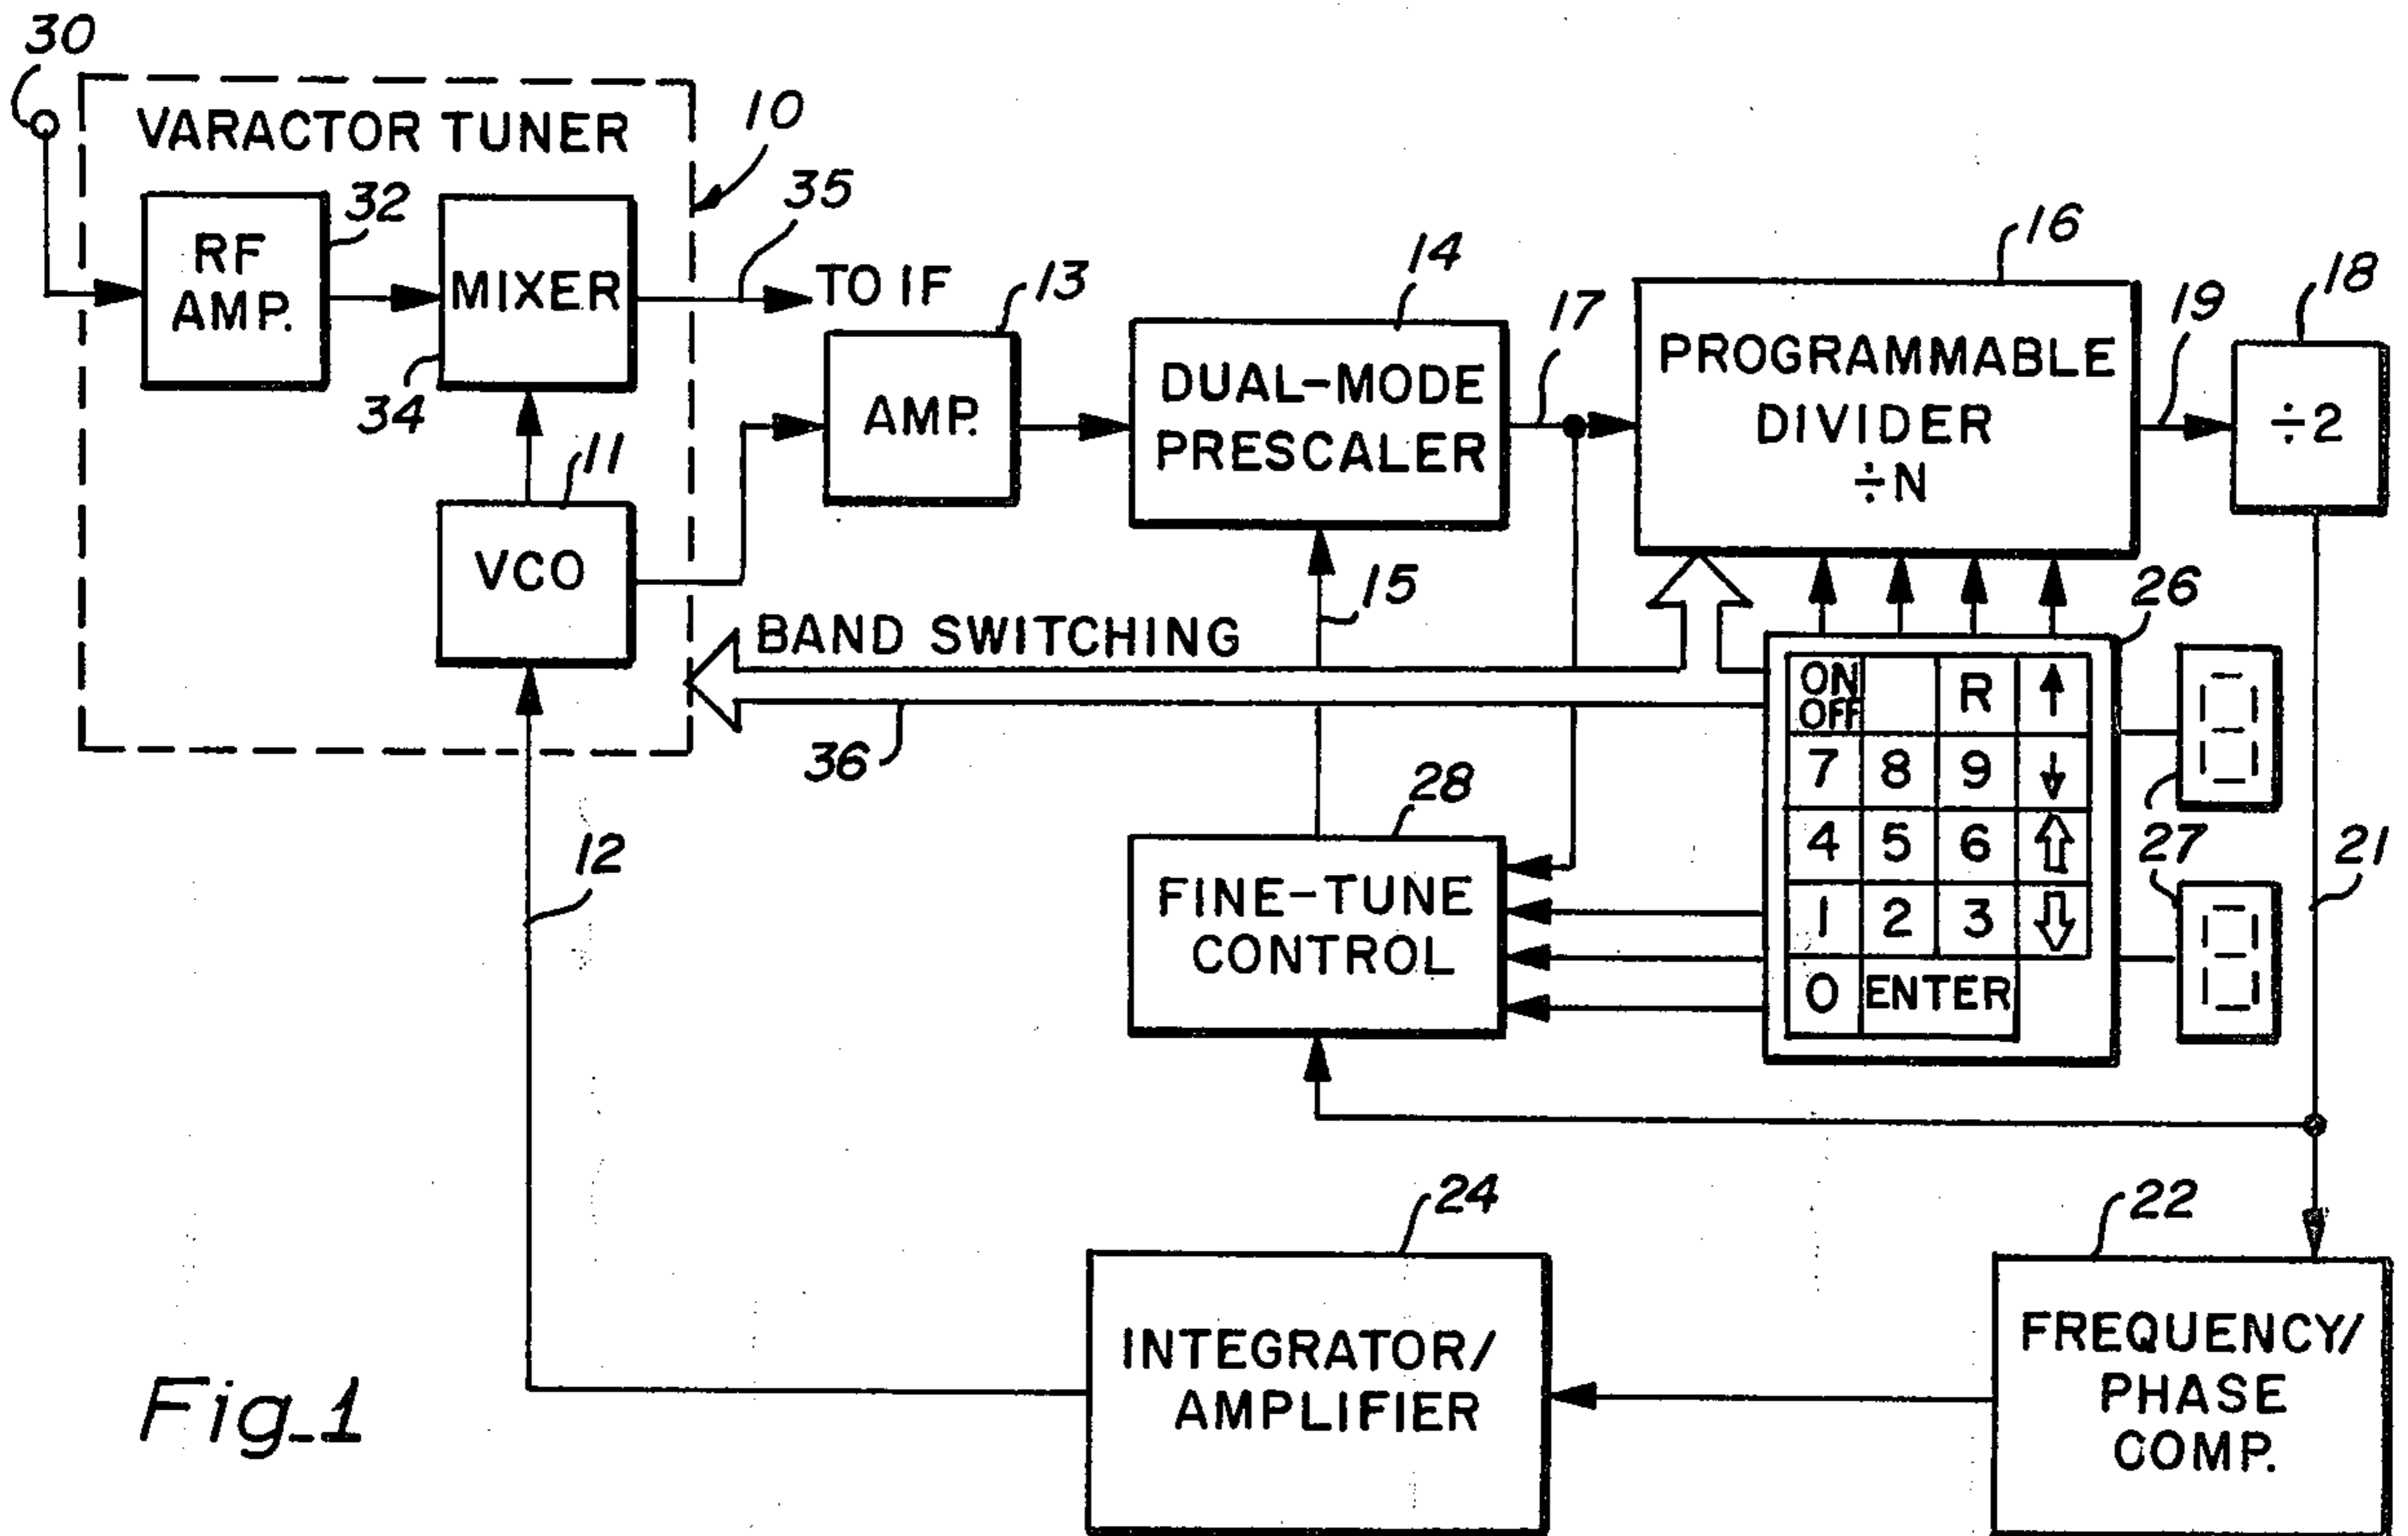 30
VARACTOR TUNER
10
RF
AMP.
32
MIXER
34
35
TO IF
13
AMP.
14
DUAL-MODE
PRESCALER
17
16
PROGRAMMABLE
DIVIDER
÷N
19
18
÷2
11
VCO
15
BAND SWITCHING
36
26
ON
OFF
R
↑
7 8 9 ↓
4 5 6 ⇧
1 2 3 ⇩
0 ENTER
27
21
12
28
FINE-TUNE
CONTROL
24
INTEGRATOR/
AMPLIFIER
22
FREQUENCY/
PHASE
COMP.
Fig_1